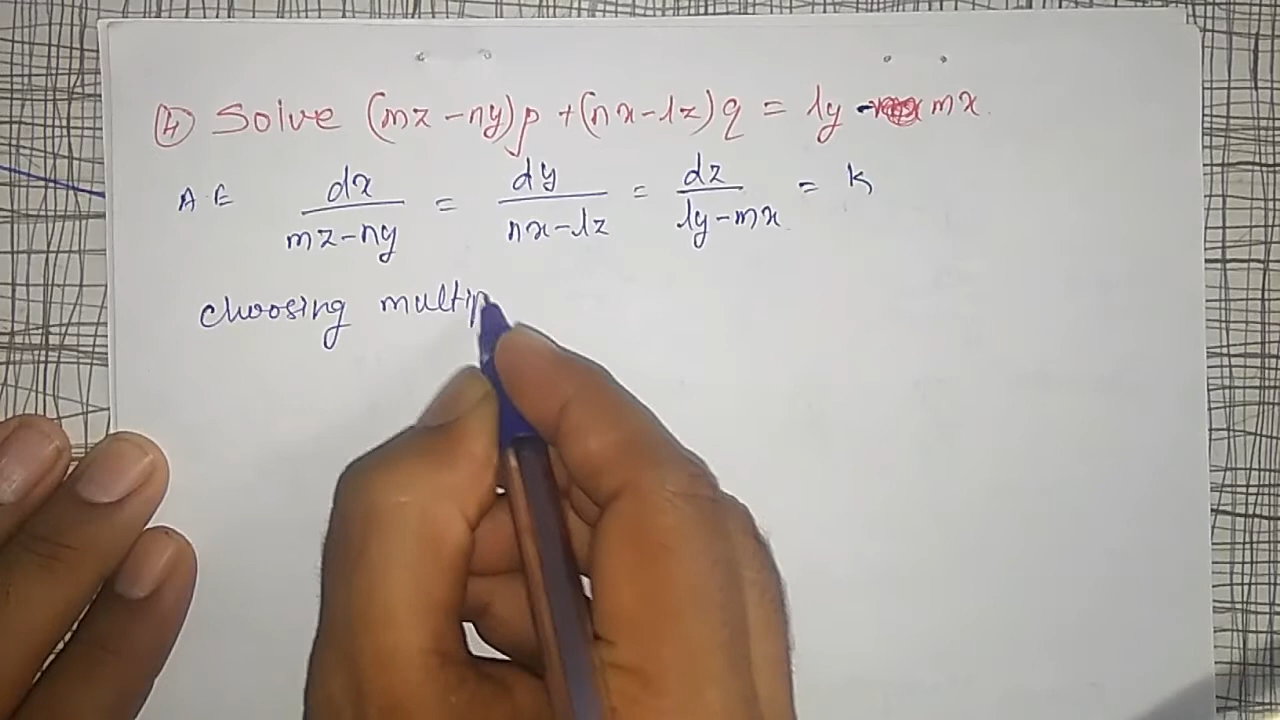 ④ Solve (mz-ny)p +(nx-lz)q = ly - mx.
A.E dx/(mz-ny) = dy/(nx-lz) = dz/(ly-mx) = k
choosing multip